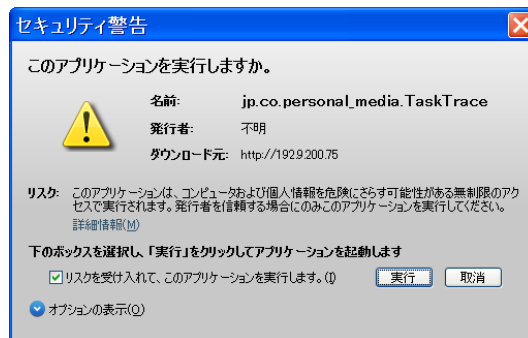 セキュリティ警告
このアプリケーションを実行しますか。
名前: jp.co.personal_media.TaskTrace
発行者: 不明
ダウンロード元: http://192.9.200.75
リスク: このアプリケーションは、コンピュータおよび個人情報を危険にさらす可能性がある無制限のアク
セスで実行されます。発行者を信頼する場合にのみこのアプリケーションを実行してください。
詳細情報(M)
下のボックスを選択し、「実行」をクリックしてアプリケーションを起動します
リスクを受け入れて、このアプリケーションを実行します。(I) 実行 取消
オプションの表示(O)